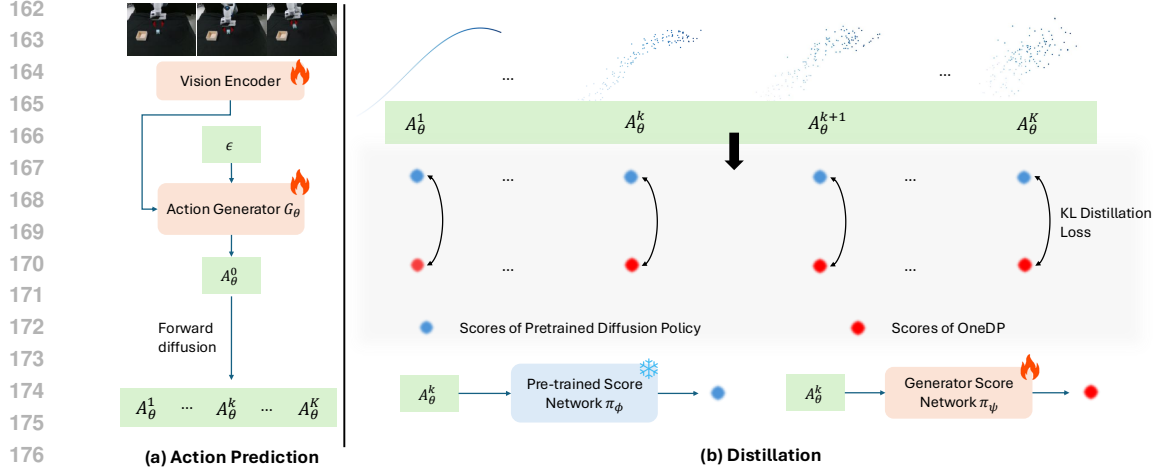 162
163
164
165
166
167
168
169
170
171
172
173
174
175
176
Vision Encoder
ϵ
Action Generator G_θ
A_θ^0
Forward
diffusion
A_θ^1 ... A_θ^k ... A_θ^K
(a) Action Prediction
... ...
A_θ^1 A_θ^k A_θ^{k+1} A_θ^K
... ...
KL Distillation
Loss
... ...
Scores of Pretrained Diffusion Policy
Scores of OneDP
A_θ^k
Pre-trained Score
Network π_ϕ
A_θ^k
Generator Score
Network π_ψ
(b) Distillation